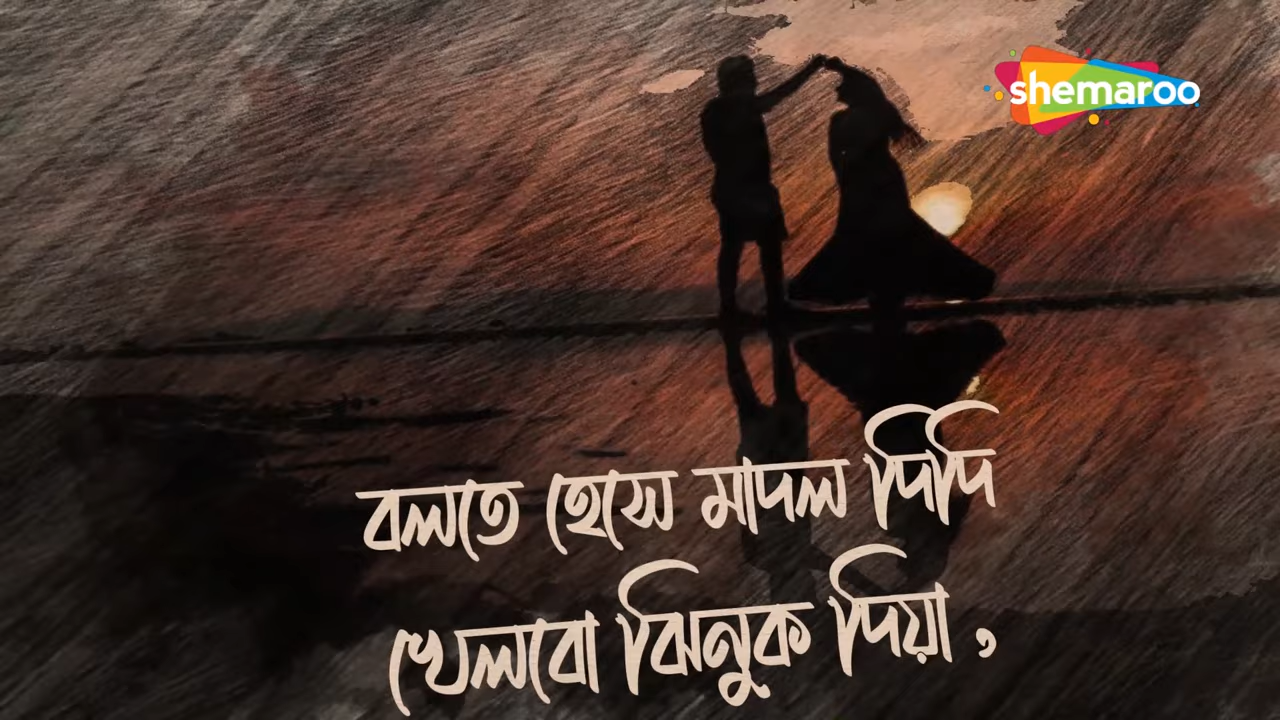 shemaroo
বলতে হেসে মাদল দিদি
খেলবো ঝিনুক দিয়া ,